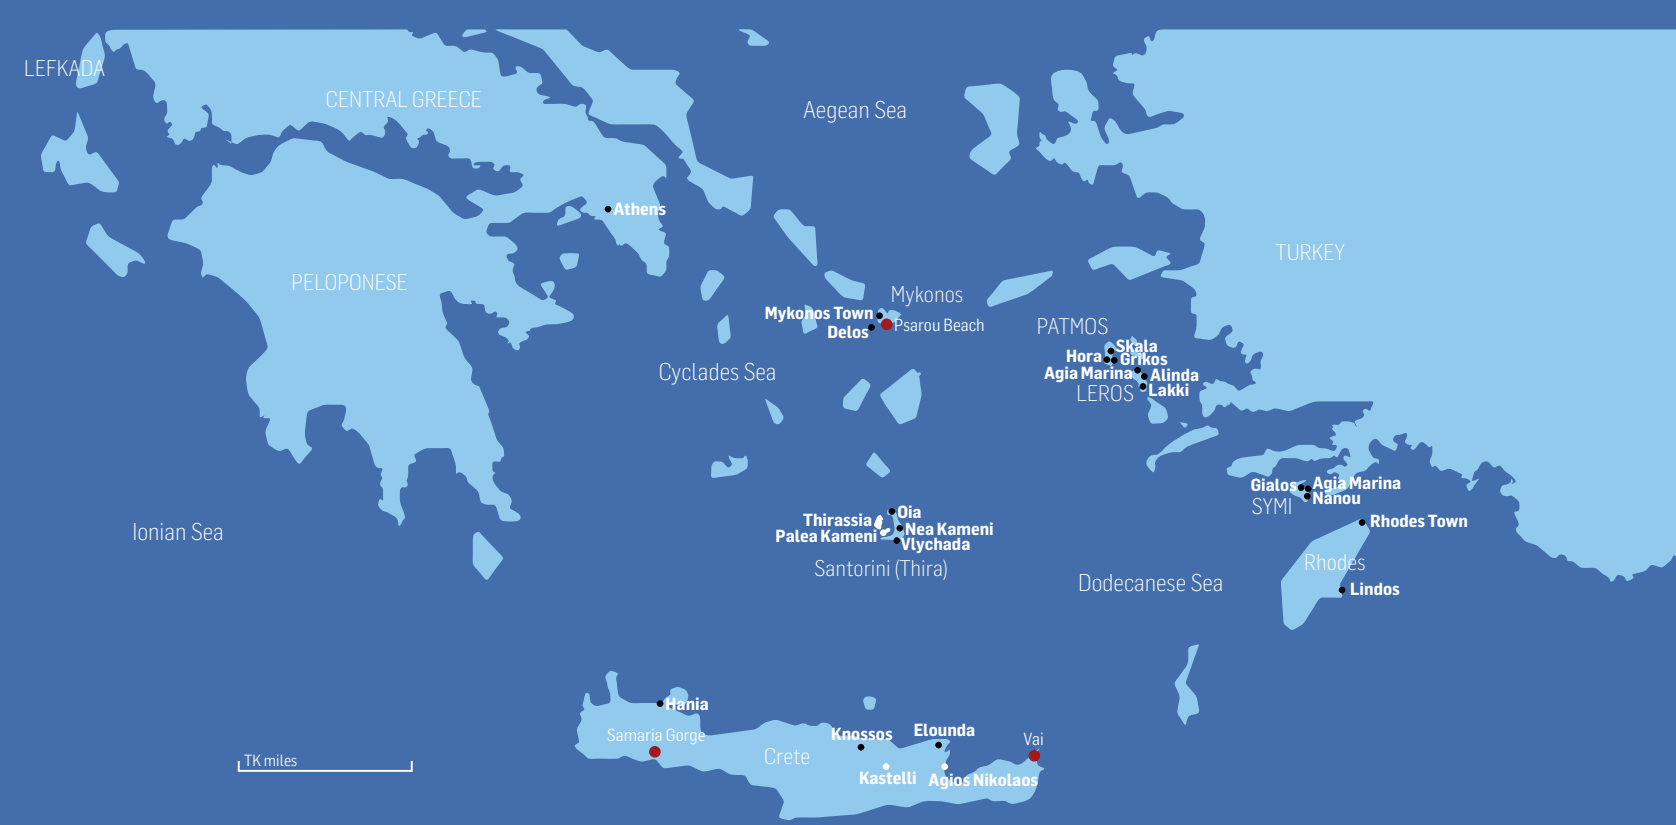 LEFKADA
CENTRAL GREECE
Aegean Sea
Athens
TURKEY
PELOPONESE
Mykonos
Mykonos Town
Psarou Beach
Delos
PATMOS
Skala
Hora
Grikos
Cyclades Sea
Agia Marina
Alinda
LEROS
Lakki
Gialos
Agia Marina
Nanou
SYMI
Oia
Thirassia
Rhodes Town
Ionian Sea
Nea Kameni
Palea Kameni
Vlychada
Santorini (Thira)
Rhodes
Dodecanese Sea
Lindos
Hania
Samaria Gorge
Knossos
Elounda
Vai
Crete
TK miles
Kastelli
Agios Nikolaos